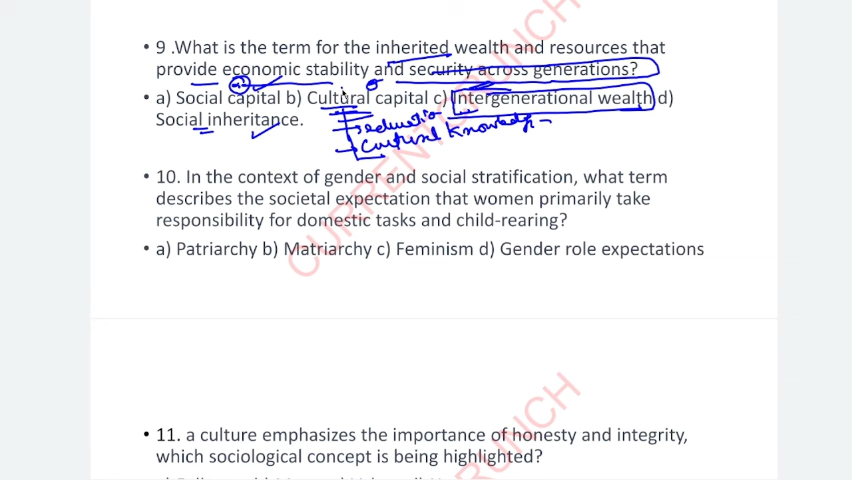 • 9 .What is the term for the inherited wealth and resources that
provide economic stability and security across generations?
• a) Social capital b) Cultural capital c) Intergenerational wealth d)
Social inheritance.
Cultural Knowledge
• 10. In the context of gender and social stratification, what term
describes the societal expectation that women primarily take
responsibility for domestic tasks and child-rearing?
• a) Patriarchy b) Matriarchy c) Feminism d) Gender role expectations
• 11. a culture emphasizes the importance of honesty and integrity,
which sociological concept is being highlighted?